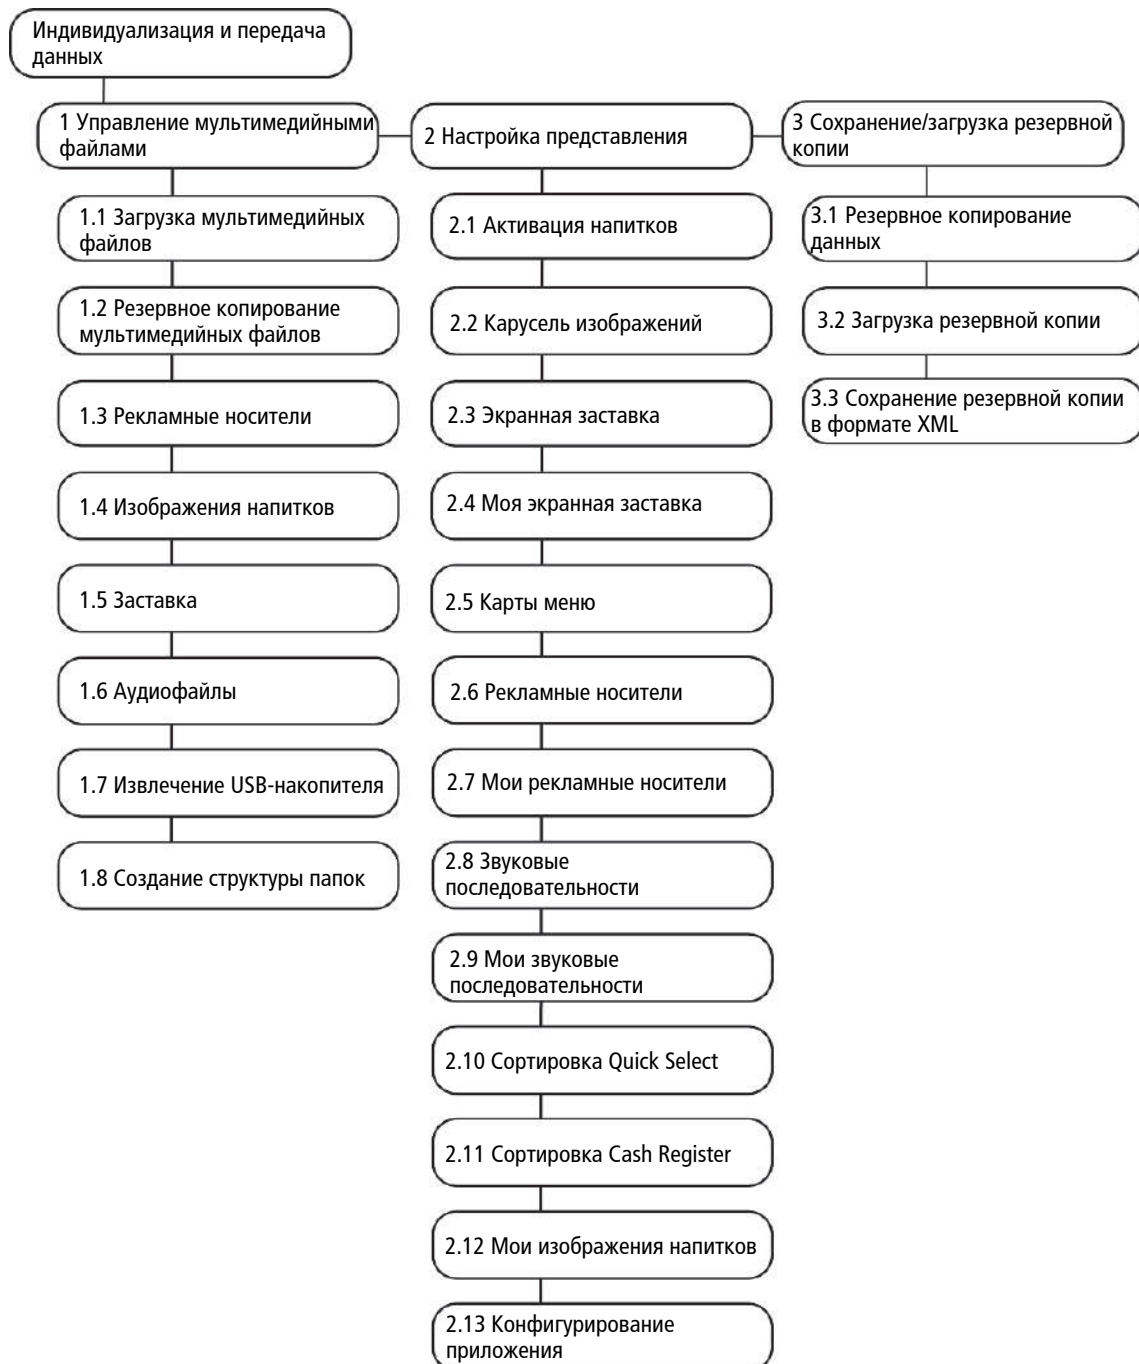 Индивидуализация и передача
данных
1 Управление мультимедийными
файлами
2 Настройка представления
3 Сохранение/загрузка резервной
копии
1.1 Загрузка мультимедийных
файлов
1.2 Резервное копирование
мультимедийных файлов
1.3 Рекламные носители
1.4 Изображения напитков
1.5 Заставка
1.6 Аудиофайлы
1.7 Извлечение USB-накопителя
1.8 Создание структуры папок
2.1 Активация напитков
2.2 Карусель изображений
2.3 Экранная заставка
2.4 Моя экранная заставка
2.5 Карты меню
2.6 Рекламные носители
2.7 Мои рекламные носители
2.8 Звуковые
последовательности
2.9 Мои звуковые
последовательности
2.10 Сортировка Quick Select
2.11 Сортировка Cash Register
2.12 Мои изображения напитков
2.13 Конфигурирование
приложения
3.1 Резервное копирование
данных
3.2 Загрузка резервной копии
3.3 Сохранение резервной копии
в формате XML